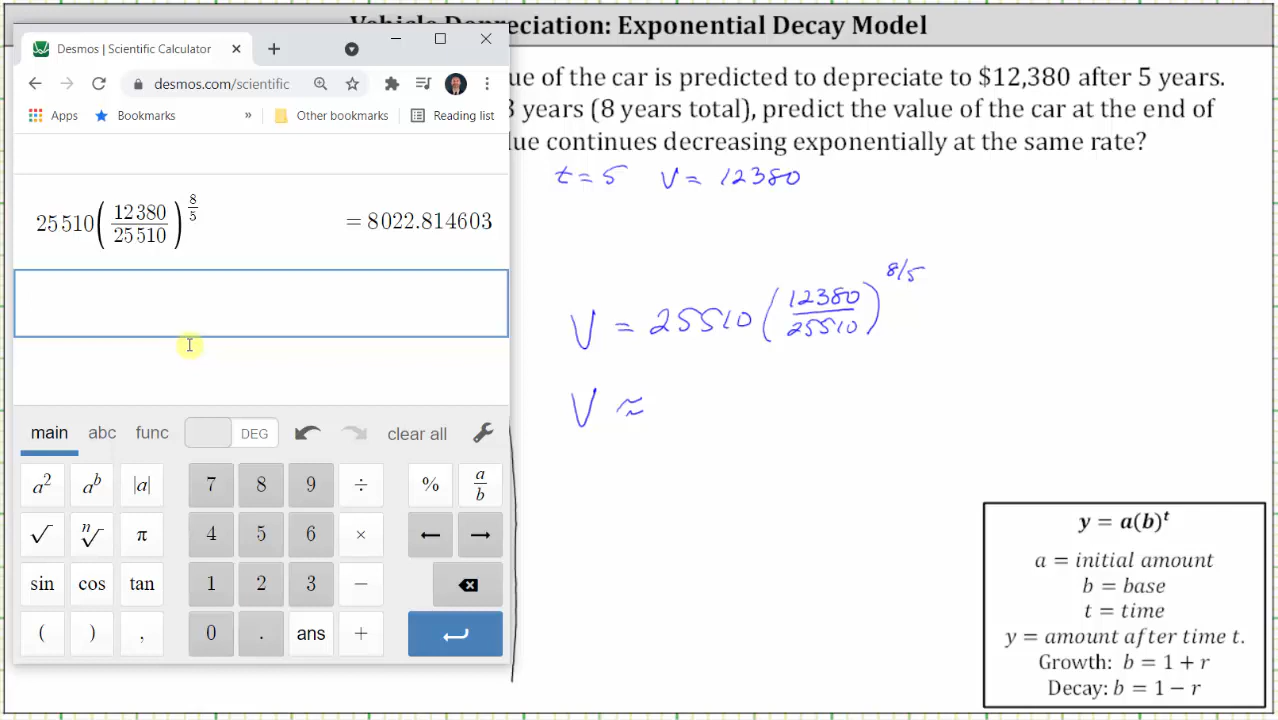 Vehicle Depreciation: Exponential Decay Model
Desmos | Scientific Calculator
desmos.com/scientific
Apps Bookmarks » Other bookmarks Reading list
ue of the car is predicted to depreciate to $12,380 after 5 years.
3 years (8 years total), predict the value of the car at the end of
lue continues decreasing exponentially at the same rate?
t = 5 V = 12380
25510(12380/25510)^(8/5) = 8022.814603
V = 25510(12380/25510)^(8/5)
V ≈
main abc func DEG clear all
a² aᵇ |a| 7 8 9 ÷ % a/b
√ ⁿ√ π 4 5 6 × ← →
sin cos tan 1 2 3 −
( ) , 0 . ans +
y = a(b)ᵗ
a = initial amount
b = base
t = time
y = amount after time t.
Growth: b = 1 + r
Decay: b = 1 − r